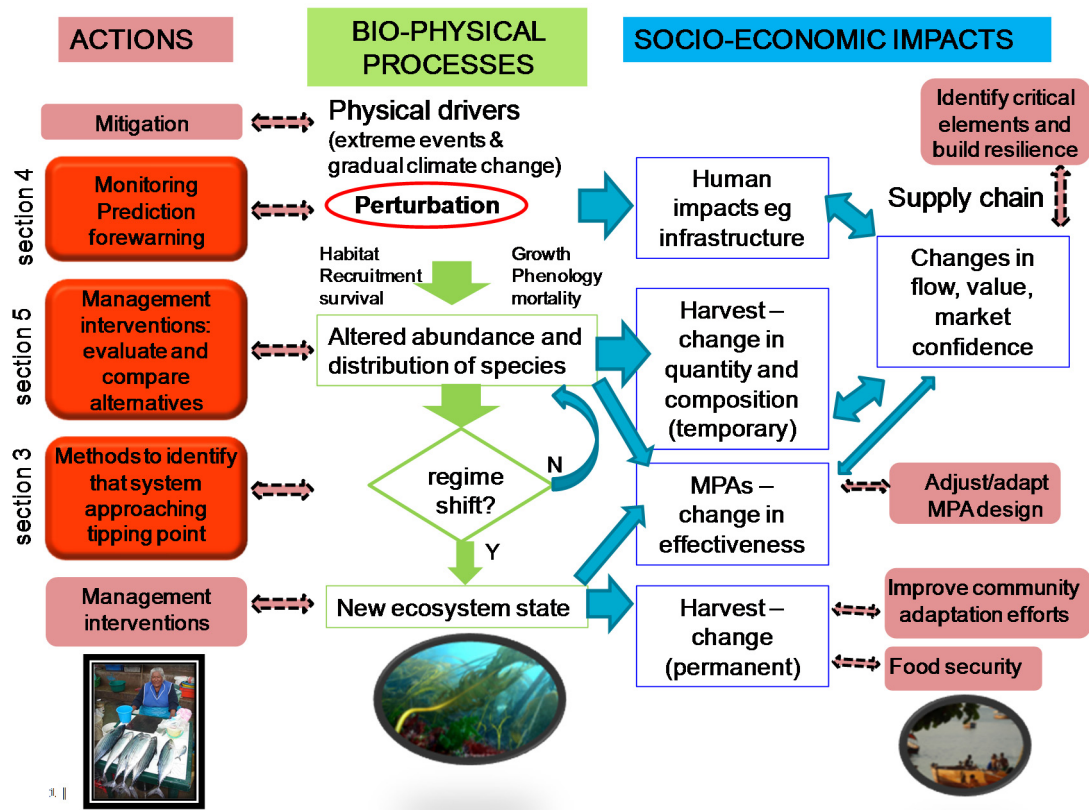 ACTIONS
BIO-PHYSICAL
PROCESSES
SOCIO-ECONOMIC IMPACTS
Mitigation
section 4
Monitoring
Prediction
forewarning
section 5
Management
interventions:
evaluate and
compare
alternatives
section 3
Methods to identify
that system
approaching
tipping point
Management
interventions
Physical drivers
(extreme events &
gradual climate change)
Perturbation
Habitat
Recruitment
survival
Growth
Phenology
mortality
Altered abundance and
distribution of species
regime
shift?
N
Y
New ecosystem state
Human
impacts eg
infrastructure
Harvest –
change in
quantity and
composition
(temporary)
MPAs –
change in
effectiveness
Harvest –
change
(permanent)
Identify critical
elements and
build resilience
Supply chain
Changes in
flow, value,
market
confidence
Adjust/adapt
MPA design
Improve community
adaptation efforts
Food security